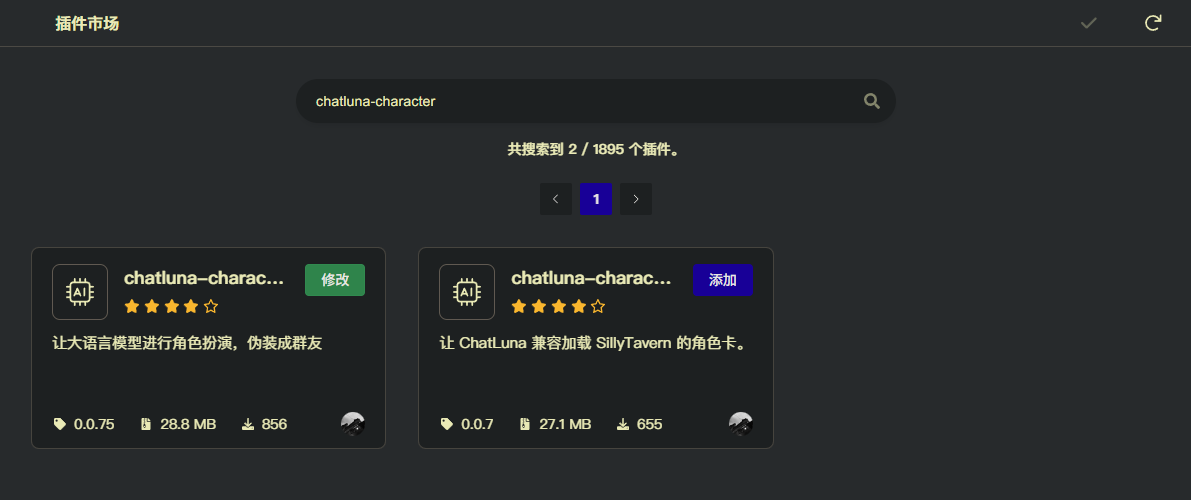 插件市场
chatluna-character
共搜索到 2 / 1895 个插件。
1
chatluna-charac...
修改
让大语言模型进行角色扮演，伪装成群友
0.0.75 28.8 MB 856
chatluna-charac...
添加
让 ChatLuna 兼容加载 SillyTavern 的角色卡。
0.0.7 27.1 MB 655